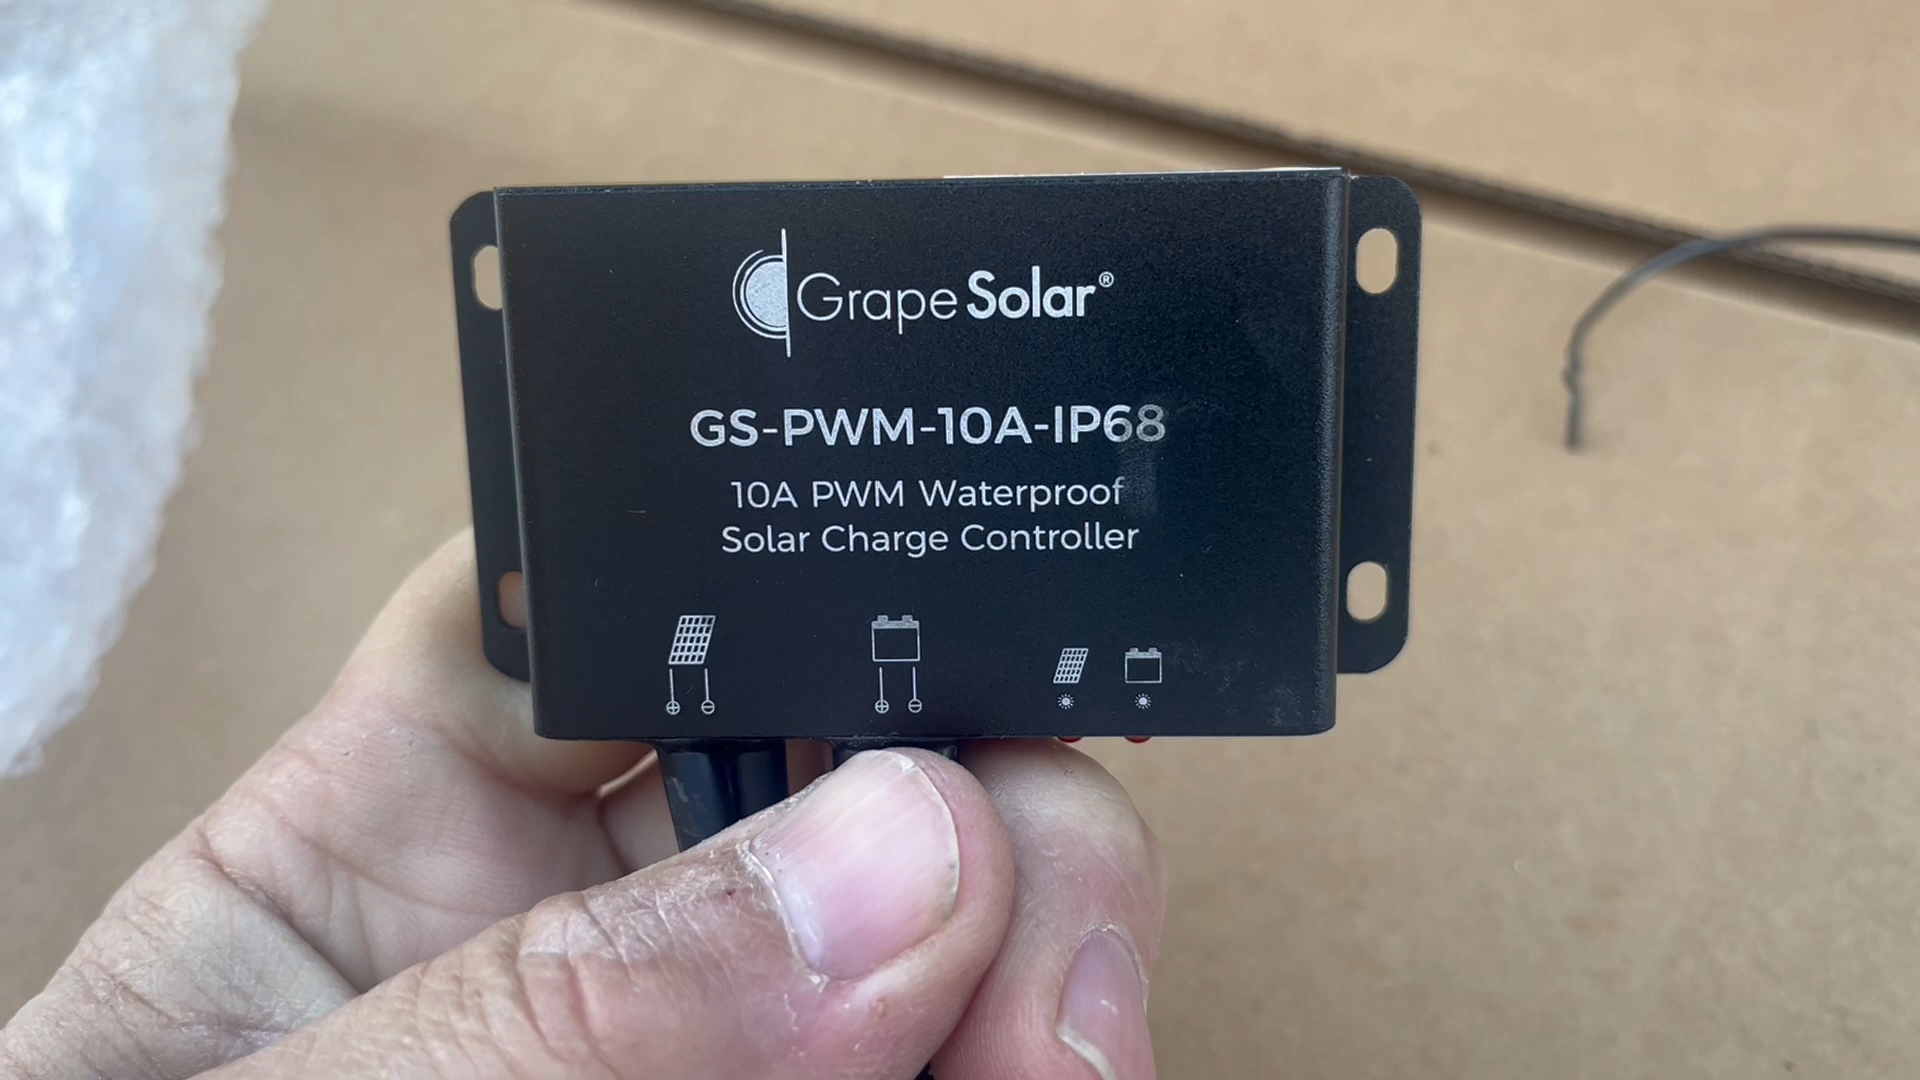 Grape Solar®
GS-PWM-10A-IP68
10A PWM Waterproof
Solar Charge Controller